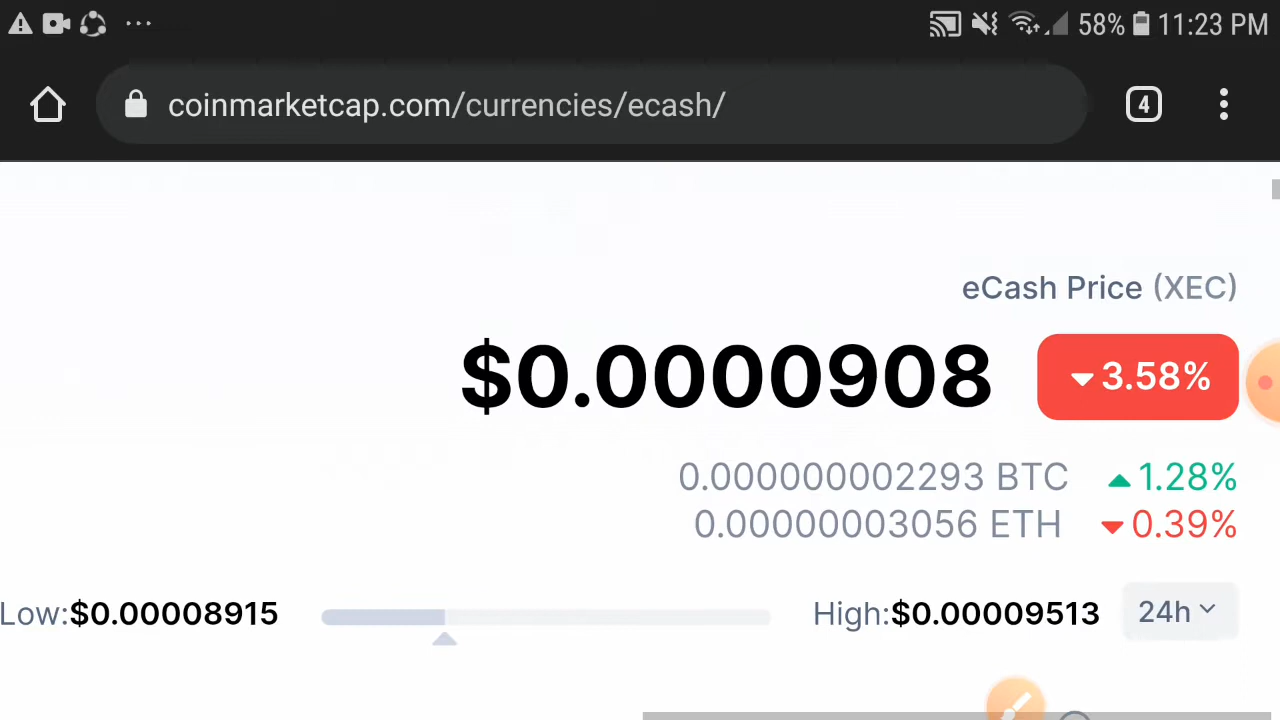 58% 11:23 PM
coinmarketcap.com/currencies/ecash/
4
eCash Price (XEC)
$0.0000908 3.58%
0.000000002293 BTC 1.28%
0.00000003056 ETH 0.39%
Low:$0.00008915 High:$0.00009513 24h